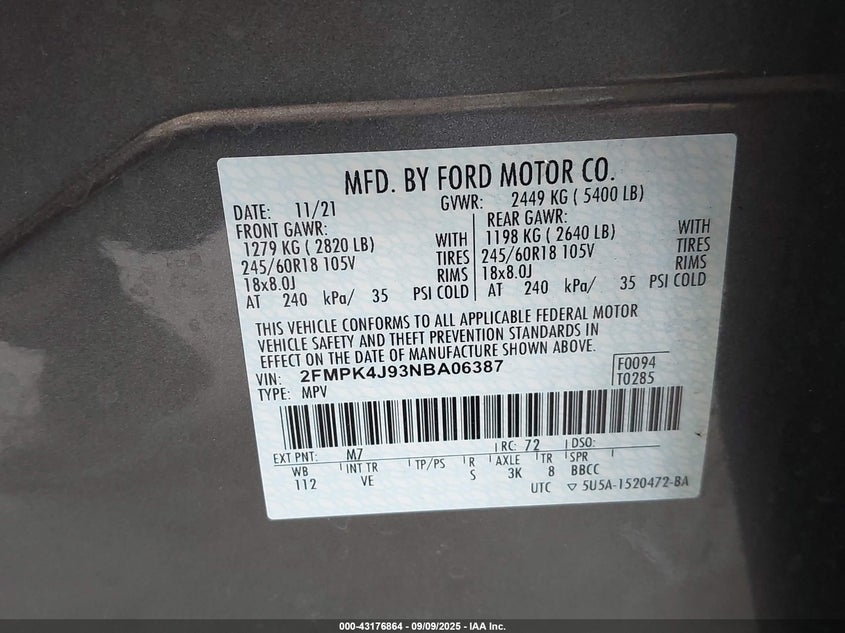 MFD. BY FORD MOTOR CO.
DATE: 11/21 GVWR: 2449 KG ( 5400 LB)
FRONT GAWR: REAR GAWR:
1279 KG ( 2820 LB) WITH 1198 KG ( 2640 LB) WITH
245/60R18 105V TIRES 245/60R18 105V TIRES
18x8.0J RIMS 18x8.0J RIMS
AT 240 kPa/ 35 PSI COLD AT 240 kPa/ 35 PSI COLD
THIS VEHICLE CONFORMS TO ALL APPLICABLE FEDERAL MOTOR
VEHICLE SAFETY AND THEFT PREVENTION STANDARDS IN
EFFECT ON THE DATE OF MANUFACTURE SHOWN ABOVE.
VIN: 2FMPK4J93NBA06387 F0094
TYPE: MPV T0285
EXT PNT: M7 RC: 72 DSO:
WB INT TR TP/PS R AXLE TR SPR
112 VE S 3K 8 BBCC
UTC ▽ 5U5A-1520472-BA
000-43176864 - 09/09/2025 - IAA Inc.